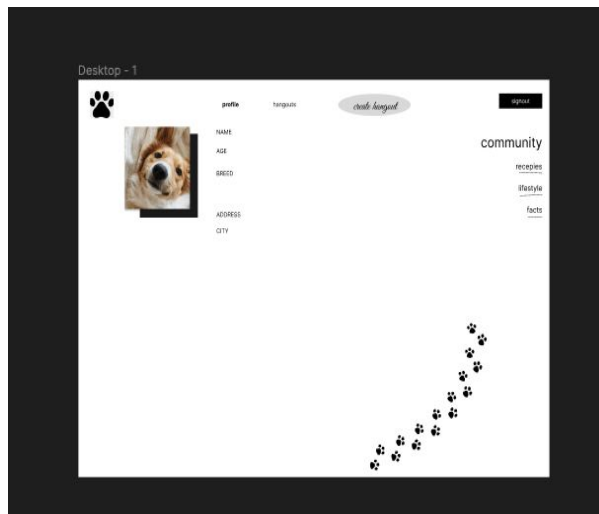 Desktop - 1
profile
hangouts
create hangout
signout
NAME
AGE
BREED
ADDRESS
CITY
community
recepies
lifestyle
facts